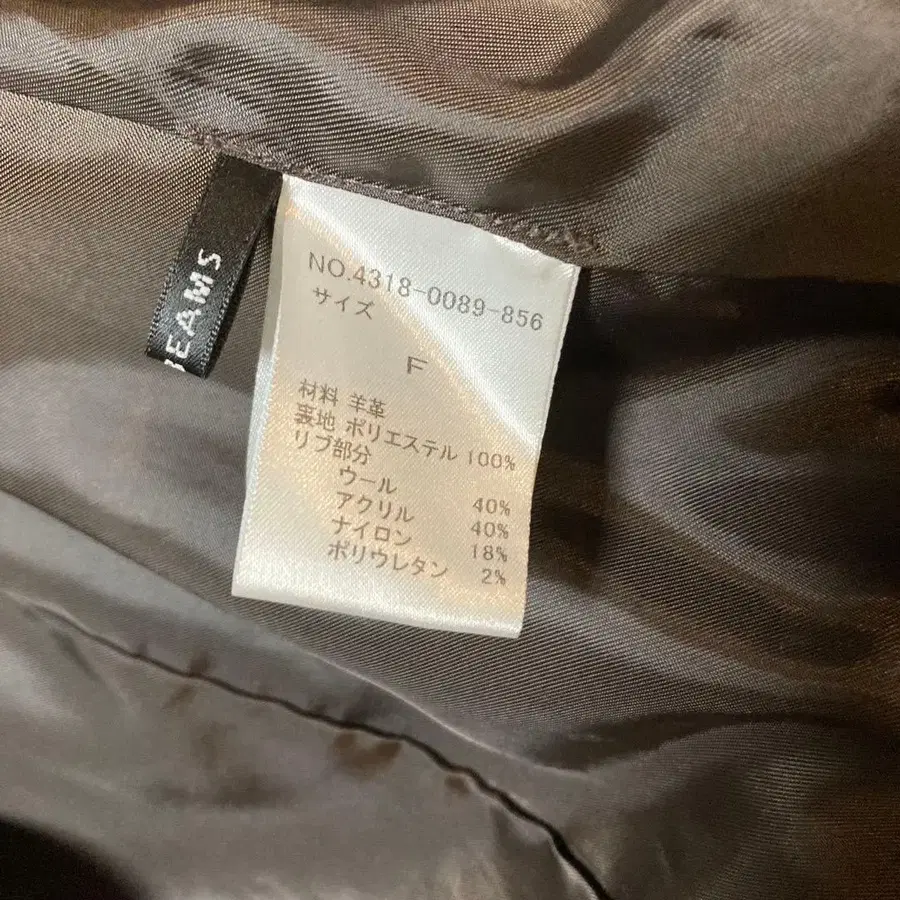 BEAMS
NO.4318-0089-856
サイズ
F
材料 羊革
裏地 ポリエステル 100%
リブ部分
ウール 40%
アクリル 40%
ナイロン 18%
ポリウレタン 2%